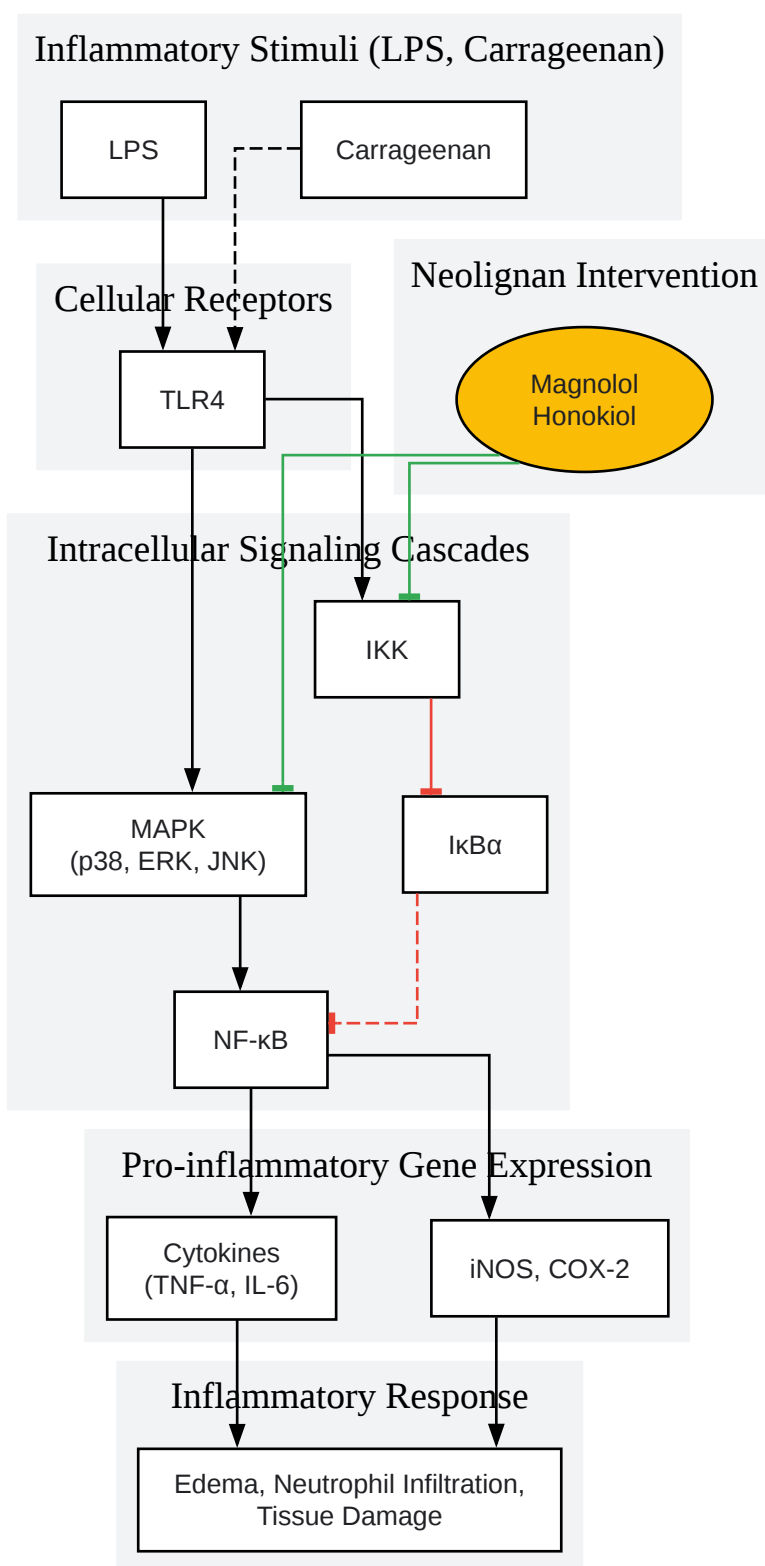 Inflammatory Stimuli (LPS, Carrageenan)
LPS
Carrageenan
Neolignan Intervention
Cellular Receptors
Magnolol
Honokiol
TLR4
Intracellular Signaling Cascades
IKK
MAPK
(p38, ERK, JNK)
IκBα
NF-κB
Pro-inflammatory Gene Expression
Cytokines
(TNF-α, IL-6)
iNOS, COX-2
Inflammatory Response
Edema, Neutrophil Infiltration,
Tissue Damage